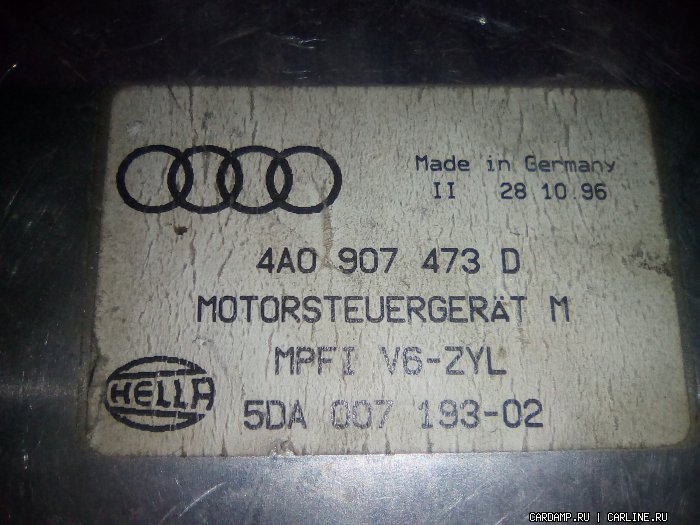 Made in Germany
II 28 10 96
4A0 907 473 D
MOTORSTEUERGERÄT M
MPFI V6-ZYL
HELLA
5DA 007 193-02
CARDAMP.RU | CARLINE.RU